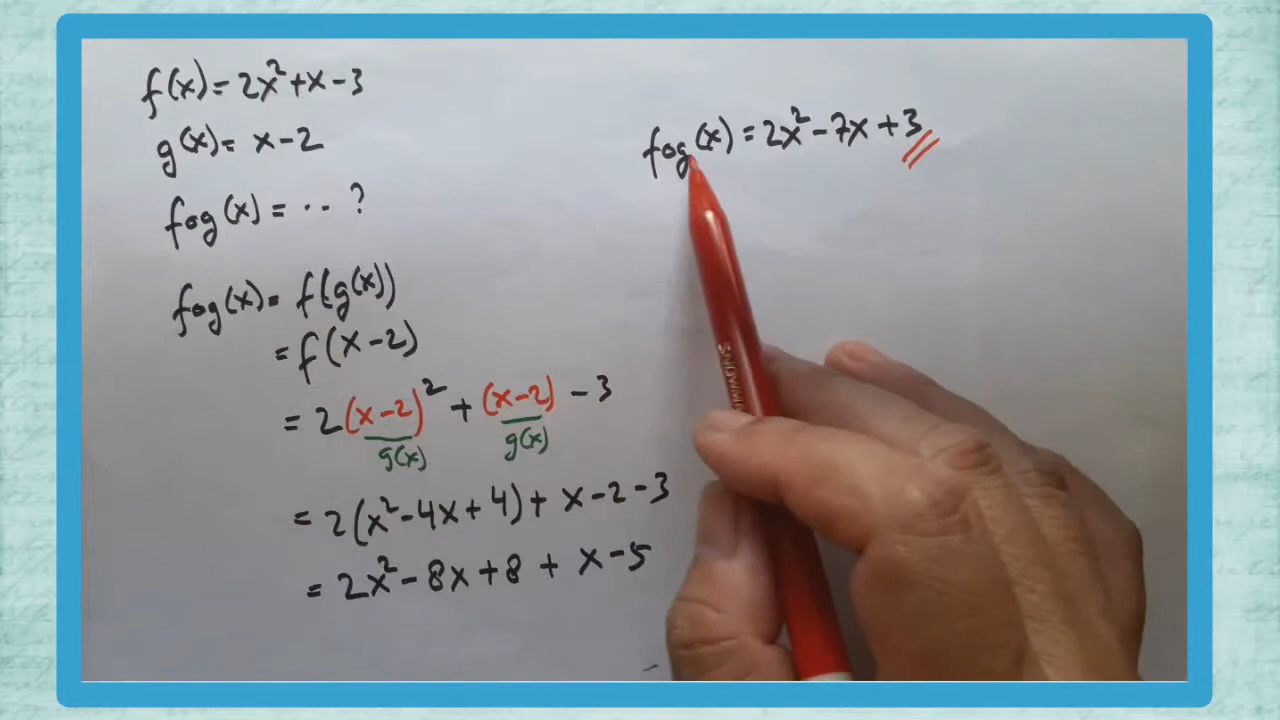 f(x)= 2x²+x-3
g(x)= x-2
fog(x) = .. ?
fog(x)= f(g(x))
= f(x-2)
= 2(x-2)² + (x-2) - 3
g(x) g(x)
= 2(x²-4x+4)+ x-2-3
= 2x²-8x+8 + x-5
fog(x) = 2x²-7x+3